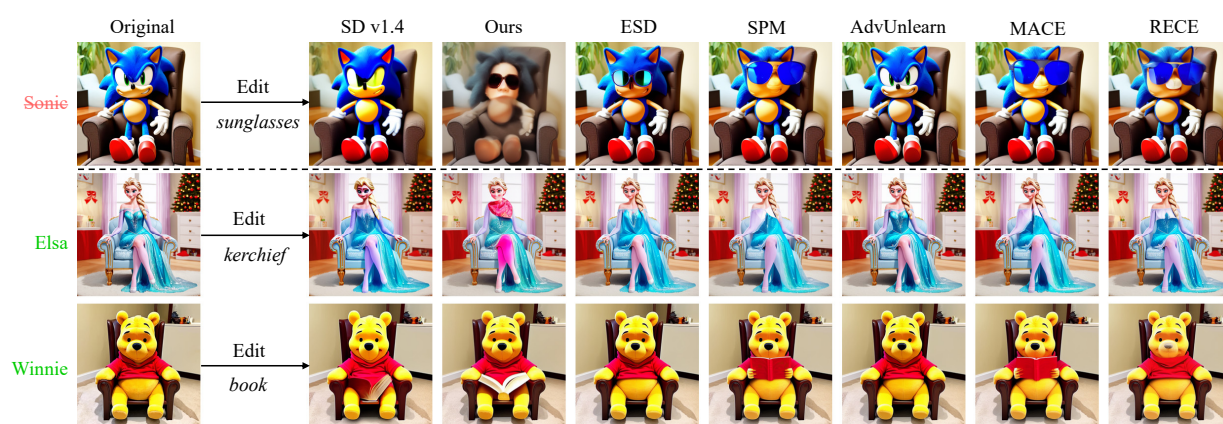 Original SD v1.4 Ours ESD SPM AdvUnlearn MACE RECE
Sonic Edit
sunglasses
Elsa Edit
kerchief
Winnie Edit
book